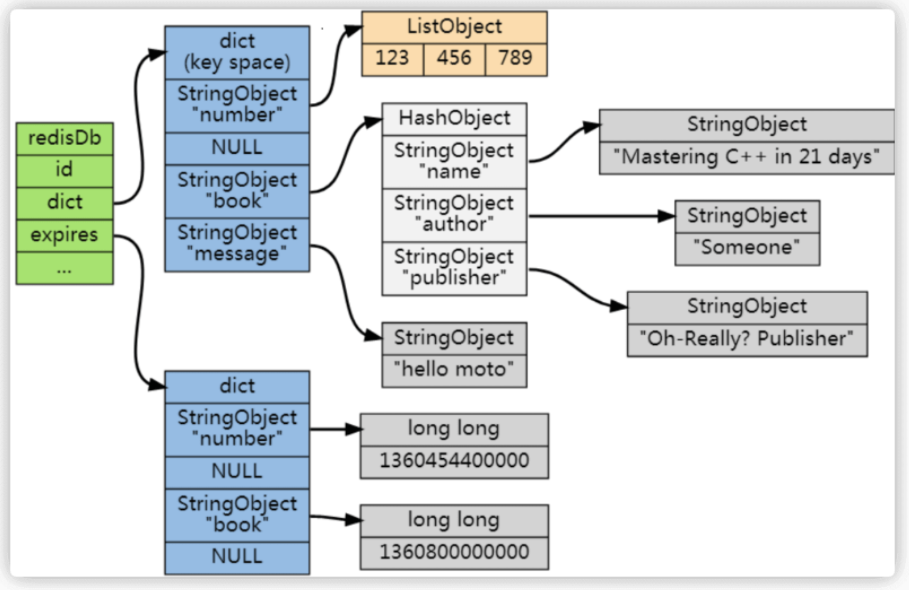 redisDb
id
dict
expires
...
dict
(key space)
StringObject
"number"
NULL
StringObject
"book"
StringObject
"message"
ListObject
123 456 789
HashObject
StringObject
"name"
StringObject
"author"
StringObject
"publisher"
StringObject
"Mastering C++ in 21 days"
StringObject
"Someone"
StringObject
"Oh-Really? Publisher"
StringObject
"hello moto"
dict
StringObject
"number"
NULL
StringObject
"book"
NULL
long long
1360454400000
long long
1360800000000